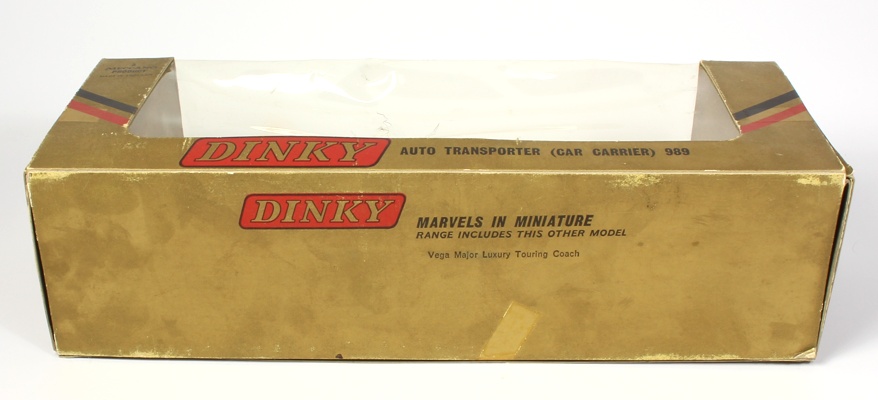 DINKY
AUTO TRANSPORTER (CAR CARRIER) 989
DINKY
MARVELS IN MINIATURE
RANGE INCLUDES THIS OTHER MODEL
Vega Major Luxury Touring Coach